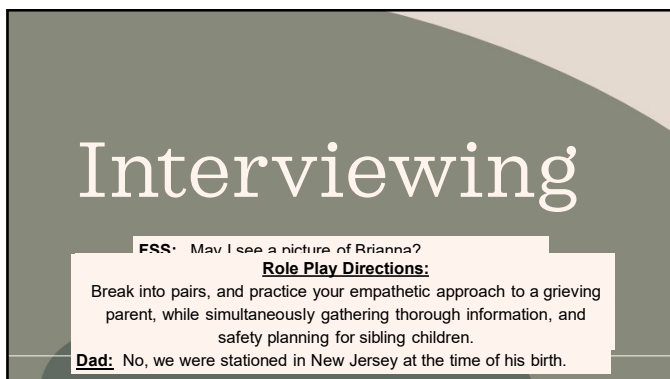 Interviewing
FSS: May I see a picture of Brianna?
Role Play Directions:
Break into pairs, and practice your empathetic approach to a grieving
parent, while simultaneously gathering thorough information, and
safety planning for sibling children.
Dad: No, we were stationed in New Jersey at the time of his birth.